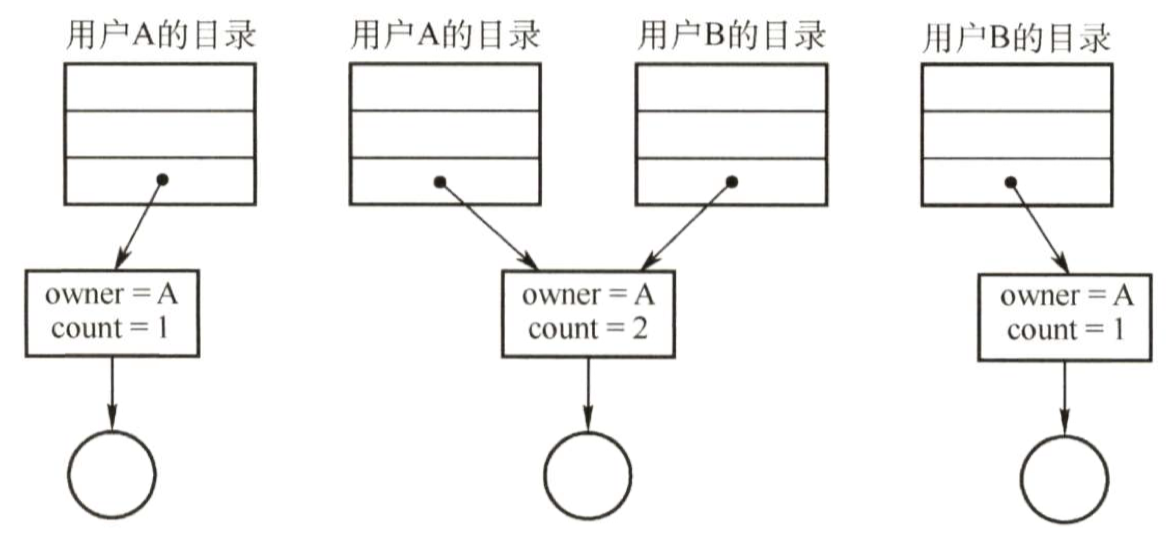 用户A的目录
用户A的目录
用户B的目录
用户B的目录
owner = A
count = 1
owner = A
count = 2
owner = A
count = 1